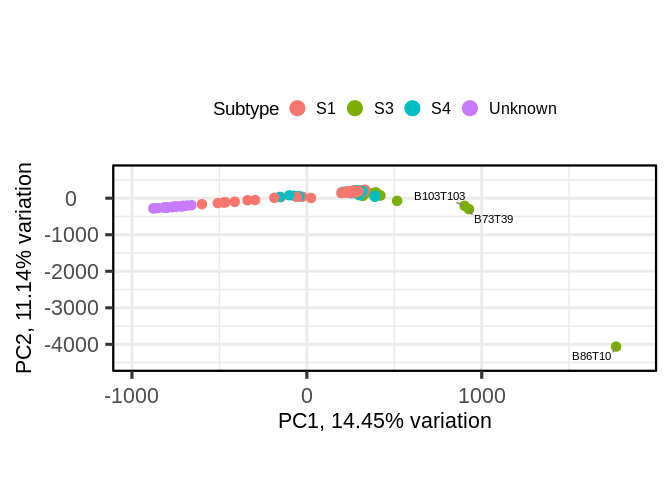 Subtype S1 S3 S4 Unknown
PC2, 11.14% variation
0
-1000
-2000
-3000
-4000
B103T103
B73T39
B86T10
-1000 0 1000
PC1, 14.45% variation